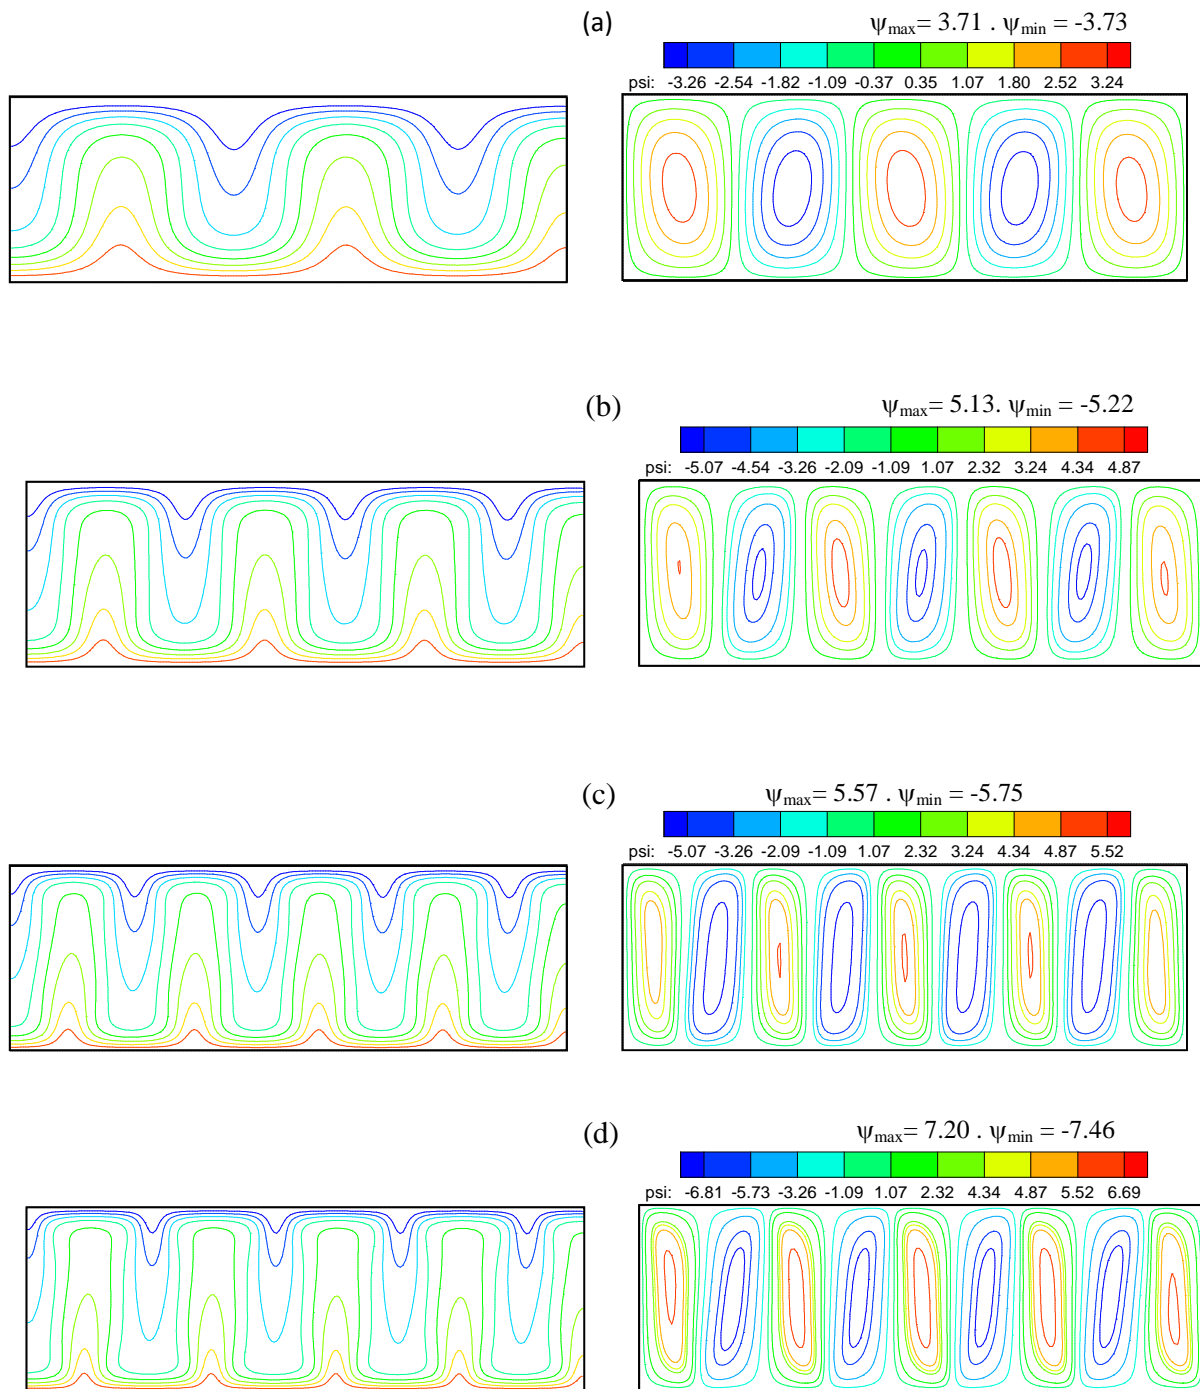 (a)
ψmax= 3.71 . ψmin = -3.73
psi: -3.26 -2.54 -1.82 -1.09 -0.37 0.35 1.07 1.80 2.52 3.24
(b)
ψmax= 5.13. ψmin = -5.22
psi: -5.07 -4.54 -3.26 -2.09 -1.09 1.07 2.32 3.24 4.34 4.87
(c)
ψmax= 5.57 . ψmin = -5.75
psi: -5.07 -3.26 -2.09 -1.09 1.07 2.32 3.24 4.34 4.87 5.52
(d)
ψmax= 7.20 . ψmin = -7.46
psi: -6.81 -5.73 -3.26 -1.09 1.07 2.32 4.34 4.87 5.52 6.69